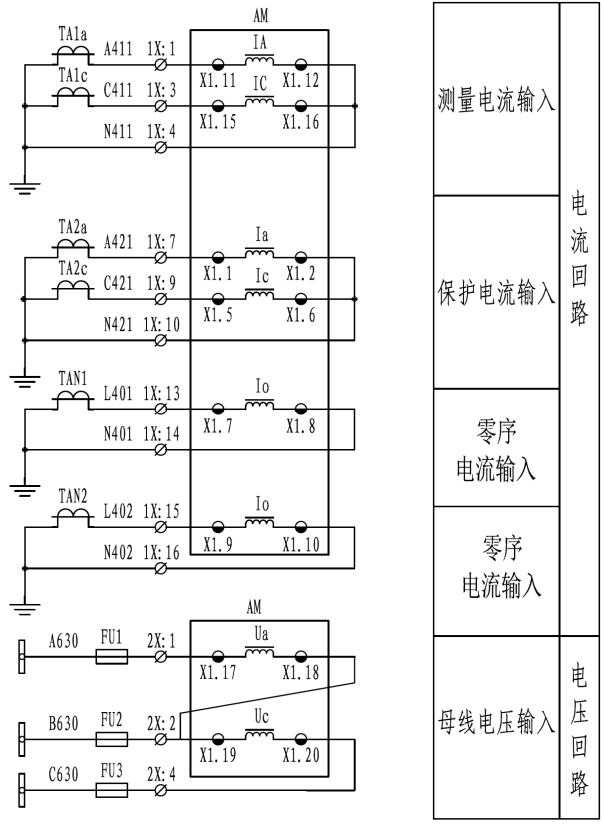 AM
TA1a A411 1X:1 IA
X1.11 X1.12
TA1c C411 1X:3 IC
X1.15 X1.16
N411 1X:4
测量电流输入
TA2a A421 1X:7 Ia
X1.1 X1.2
TA2c C421 1X:9 Ic
X1.5 X1.6
N421 1X:10
保护电流输入
电流回路
TAN1 L401 1X:13 Io
X1.7 X1.8
N401 1X:14
零序
电流输入
TAN2 L402 1X:15 Io
X1.9 X1.10
N402 1X:16
零序
电流输入
AM
A630 FU1 2X:1 Ua
X1.17 X1.18
B630 FU2 2X:2 Uc
X1.19 X1.20
C630 FU3 2X:4
母线电压输入
电压回路